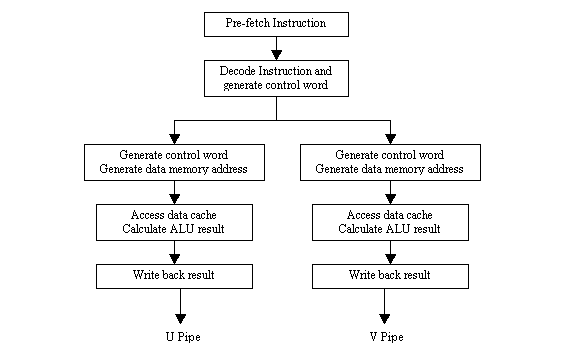 Pre-fetch Instruction
Decode Instruction and
generate control word
Generate control word
Generate data memory address
Generate control word
Generate data memory address
Access data cache
Calculate ALU result
Access data cache
Calculate ALU result
Write back result
Write back result
U Pipe
V Pipe